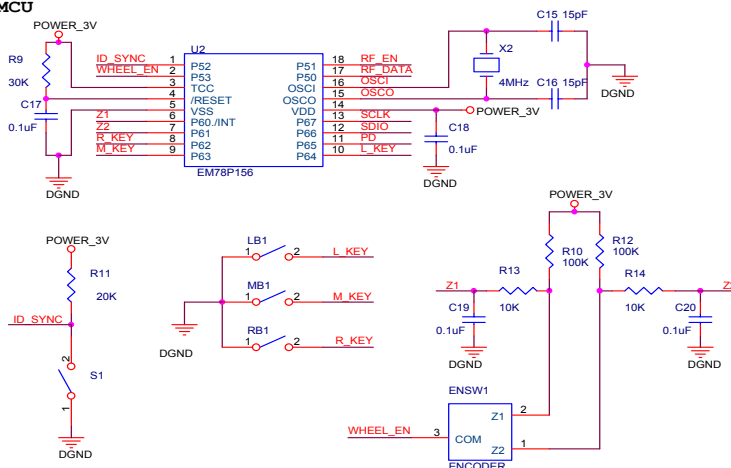 MCU
POWER_3V
R9
30K
C17
0.1uF
DGND
ID_SYNC
WHEEL_EN
Z1
Z2
R_KEY
M_KEY
1
2
3
4
5
6
7
8
9
U2
P52
P53
TCC
/RESET
VSS
P60./INT
P61
P62
P63
P51
P50
OSCI
OSCO
VDD
P67
P66
P65
P64
EM78P156
18
17
16
15
14
13
12
11
10
RF_EN
RF_DATA
OSCI
OSCO
SCLK
SDIO
PD
L_KEY
POWER_3V
C18
0.1uF
DGND
X2
4MHz
C15 15pF
C16 15pF
DGND
POWER_3V
R11
20K
ID_SYNC
2
S1
1
DGND
LB1
1
2
L_KEY
MB1
1
2
M_KEY
RB1
1
2
R_KEY
DGND
POWER_3V
R10
100K
R12
100K
Z1
R13
10K
C19
0.1uF
DGND
R14
10K
C20
0.1uF
DGND
ENSW1
Z1
2
WHEEL_EN
3
COM
Z2
1
ENCODER